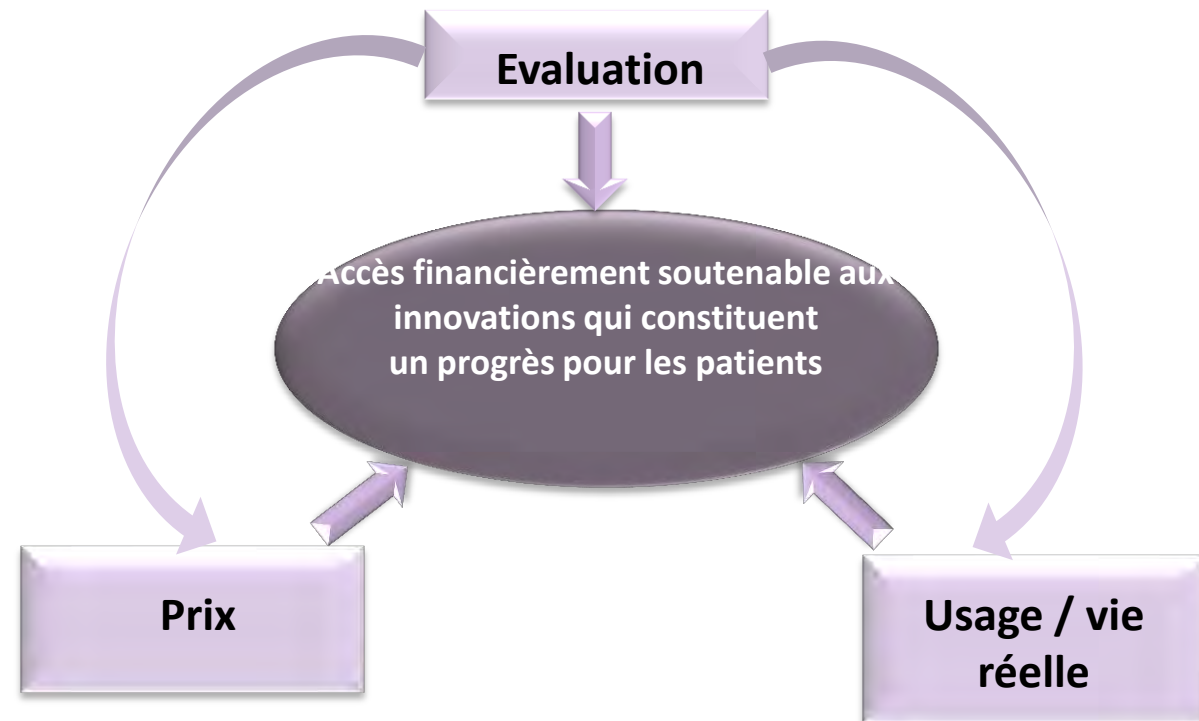 Evaluation
Accès financièrement soutenable aux
innovations qui constituent
un progrès pour les patients
Prix
Usage / vie
réelle